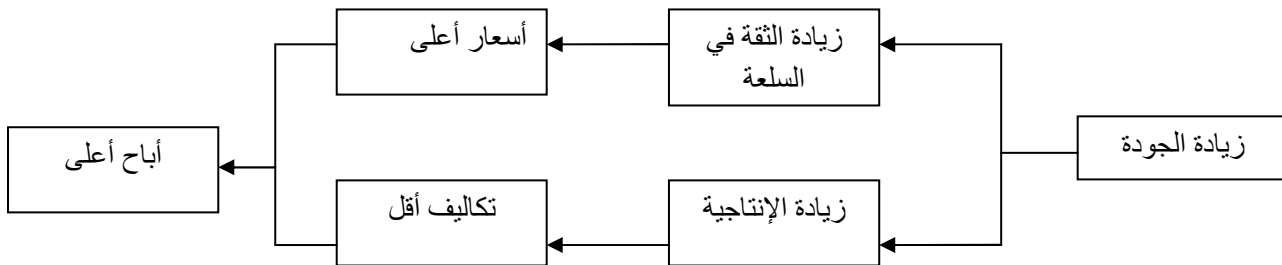 زيادة الجودة
زيادة الثقة في
السلعة
أسعار أعلى
زيادة الإنتاجية
تكاليف أقل
أباح أعلى